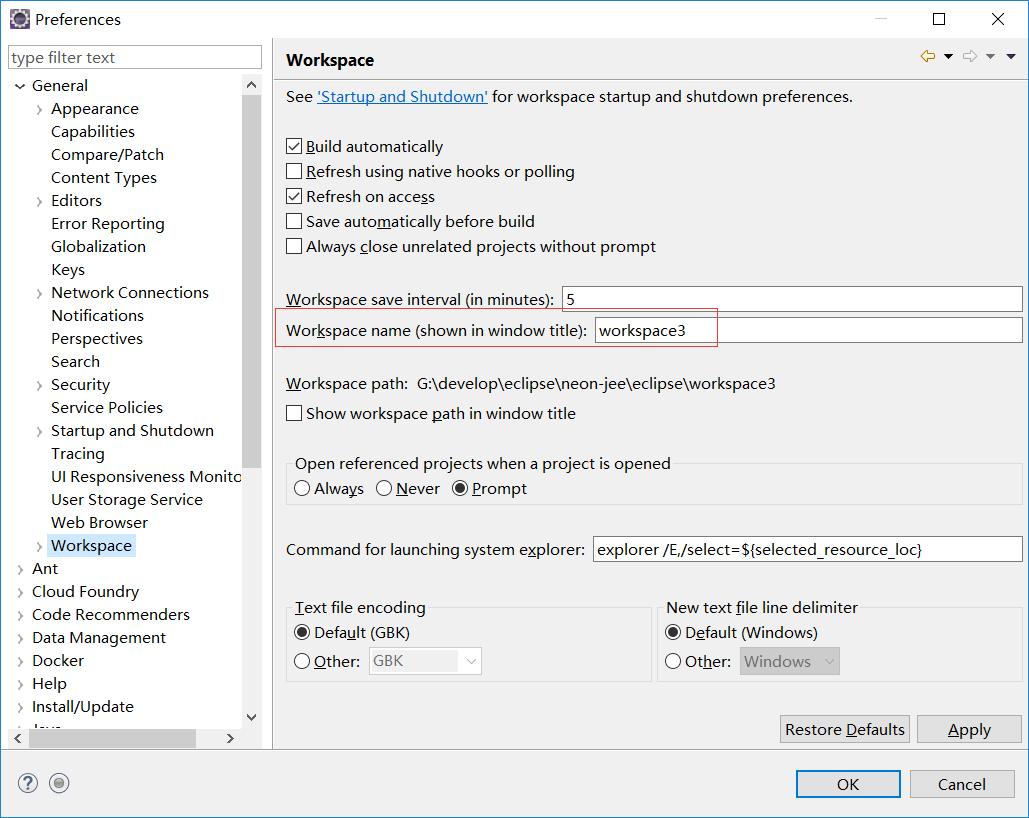 Preferences
type filter text
General
Appearance
Capabilities
Compare/Patch
Content Types
Editors
Error Reporting
Globalization
Keys
Network Connections
Notifications
Perspectives
Search
Security
Service Policies
Startup and Shutdown
Tracing
UI Responsiveness Monito
User Storage Service
Web Browser
Workspace
Ant
Cloud Foundry
Code Recommenders
Data Management
Docker
Help
Install/Update
Workspace
See 'Startup and Shutdown' for workspace startup and shutdown preferences.
Build automatically
Refresh using native hooks or polling
Refresh on access
Save automatically before build
Always close unrelated projects without prompt
Workspace save interval (in minutes): 5
Workspace name (shown in window title): workspace3
Workspace path: G:\develop\eclipse\neon-jee\eclipse\workspace3
Show workspace path in window title
Open referenced projects when a project is opened
Always Never Prompt
Command for launching system explorer: explorer /E,/select=${selected_resource_loc}
Text file encoding
Default (GBK)
Other: GBK
New text file line delimiter
Default (Windows)
Other: Windows
Restore Defaults Apply
OK Cancel